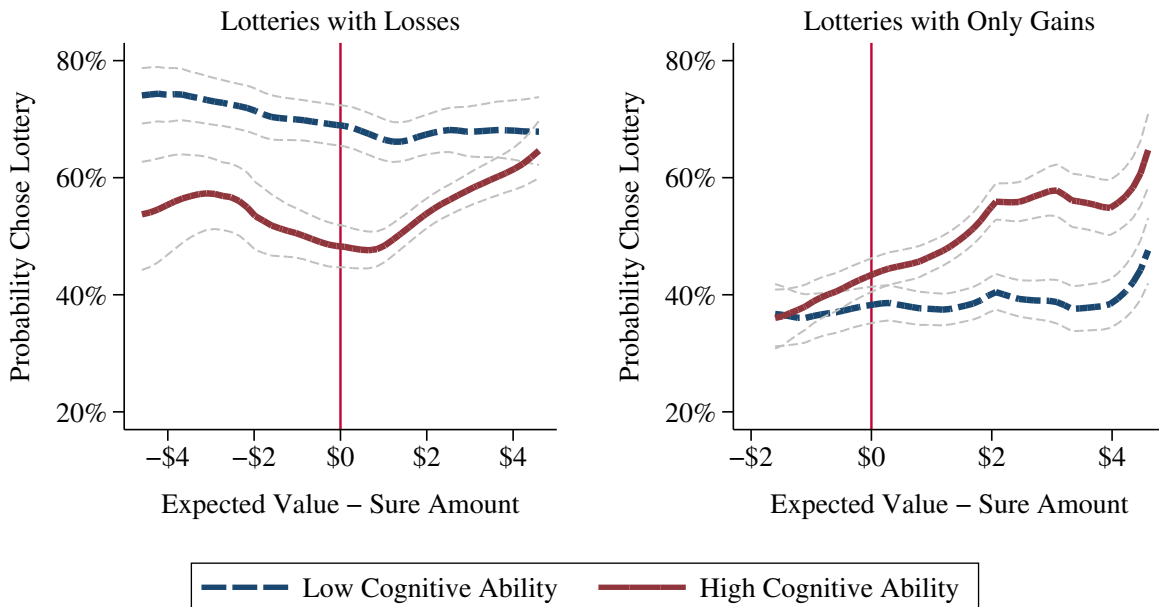 Lotteries with Losses
Probability Chose Lottery
80%
60%
40%
20%
−$4 −$2 $0 $2 $4
Expected Value − Sure Amount
Lotteries with Only Gains
Probability Chose Lottery
80%
60%
40%
20%
−$2 $0 $2 $4
Expected Value − Sure Amount
Low Cognitive Ability High Cognitive Ability